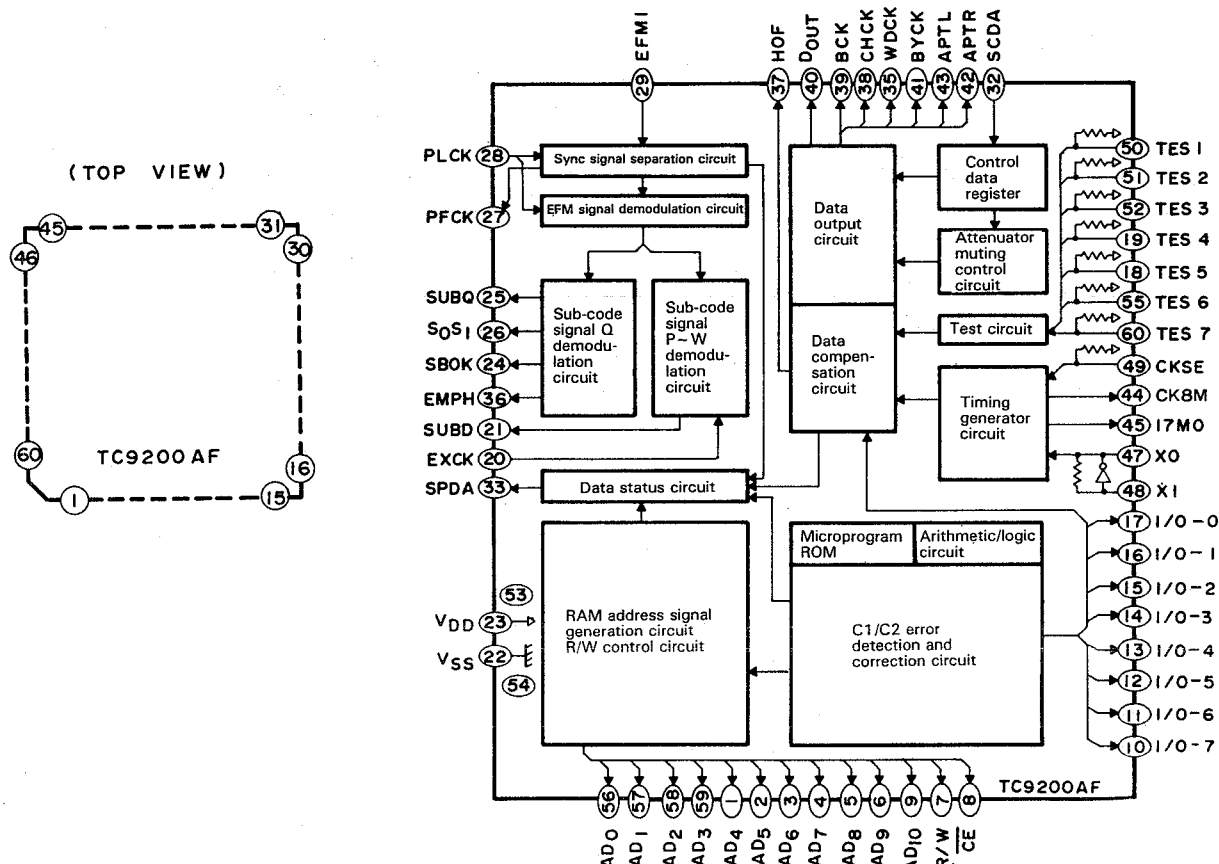 (TOP VIEW)
45
31
46
30
60
16
TC9200AF
1
15
EFMI
HOF
DOUT
BCK
CHCK
WDCK
BYCK
APTL
APTR
SCDA
29
37
40
39
38
35
41
43
42
32
PLCK 28
PFCK 27
SUBQ 25
S0S1 26
SBOK 24
EMPH 36
SUBD 21
EXCK 20
SPDA 33
53
VDD 23
VSS 22
54
Sync signal separation circuit
EFM signal demodulation circuit
Sub-code
signal Q
demodu-
lation
circuit
Sub-code
signal
P~W
demodu-
lation
circuit
Data status circuit
RAM address signal
generation circuit
R/W control circuit
Data
output
circuit
Data
compen-
sation
circuit
Control
data
register
Attenuator
muting
control
circuit
Test circuit
Timing
generator
circuit
Microprogram
ROM
Arithmetic/logic
circuit
C1/C2 error
detection and
correction circuit
50 TES 1
51 TES 2
52 TES 3
19 TES 4
18 TES 5
55 TES 6
60 TES 7
49 CKSE
44 CK8M
45 17MO
47 XO
48 X1
17 I/O-0
16 I/O-1
15 I/O-2
14 I/O-3
13 I/O-4
12 I/O-5
11 I/O-6
10 I/O-7
TC9200AF
56
57
58
59
1
2
3
4
5
6
9
7
8
AD0
AD1
AD2
AD3
AD4
AD5
AD6
AD7
AD8
AD9
AD10
R/W
CE